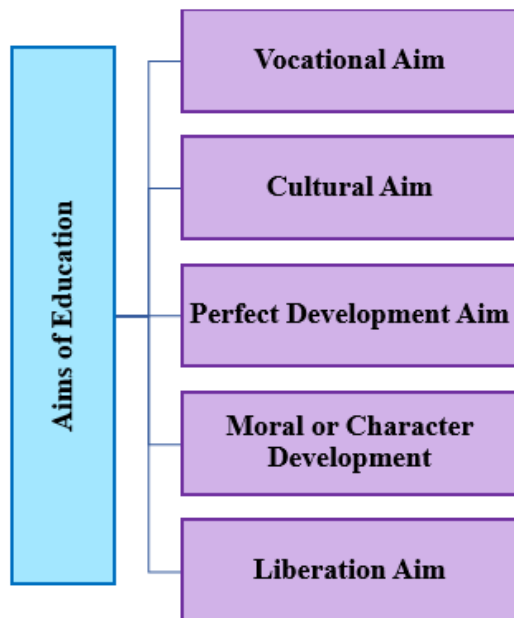 Aims of Education
Vocational Aim
Cultural Aim
Perfect Development Aim
Moral or Character
Development
Liberation Aim